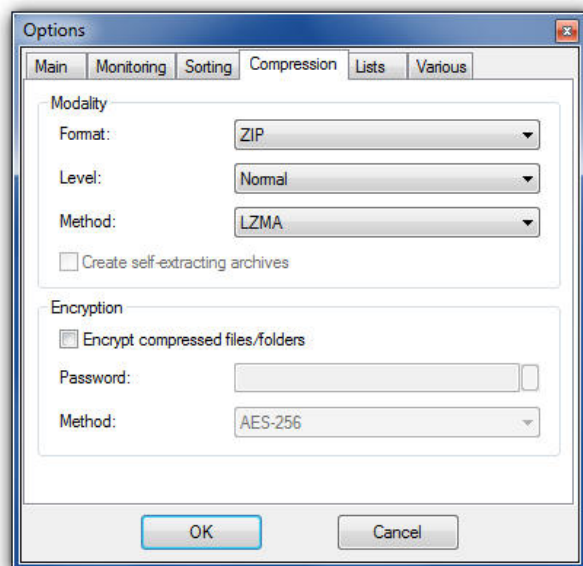 Options
Main Monitoring Sorting Compression Lists Various
Modality
Format: ZIP
Level: Normal
Method: LZMA
Create self-extracting archives
Encryption
Encrypt compressed files/folders
Password:
Method: AES-256
OK Cancel